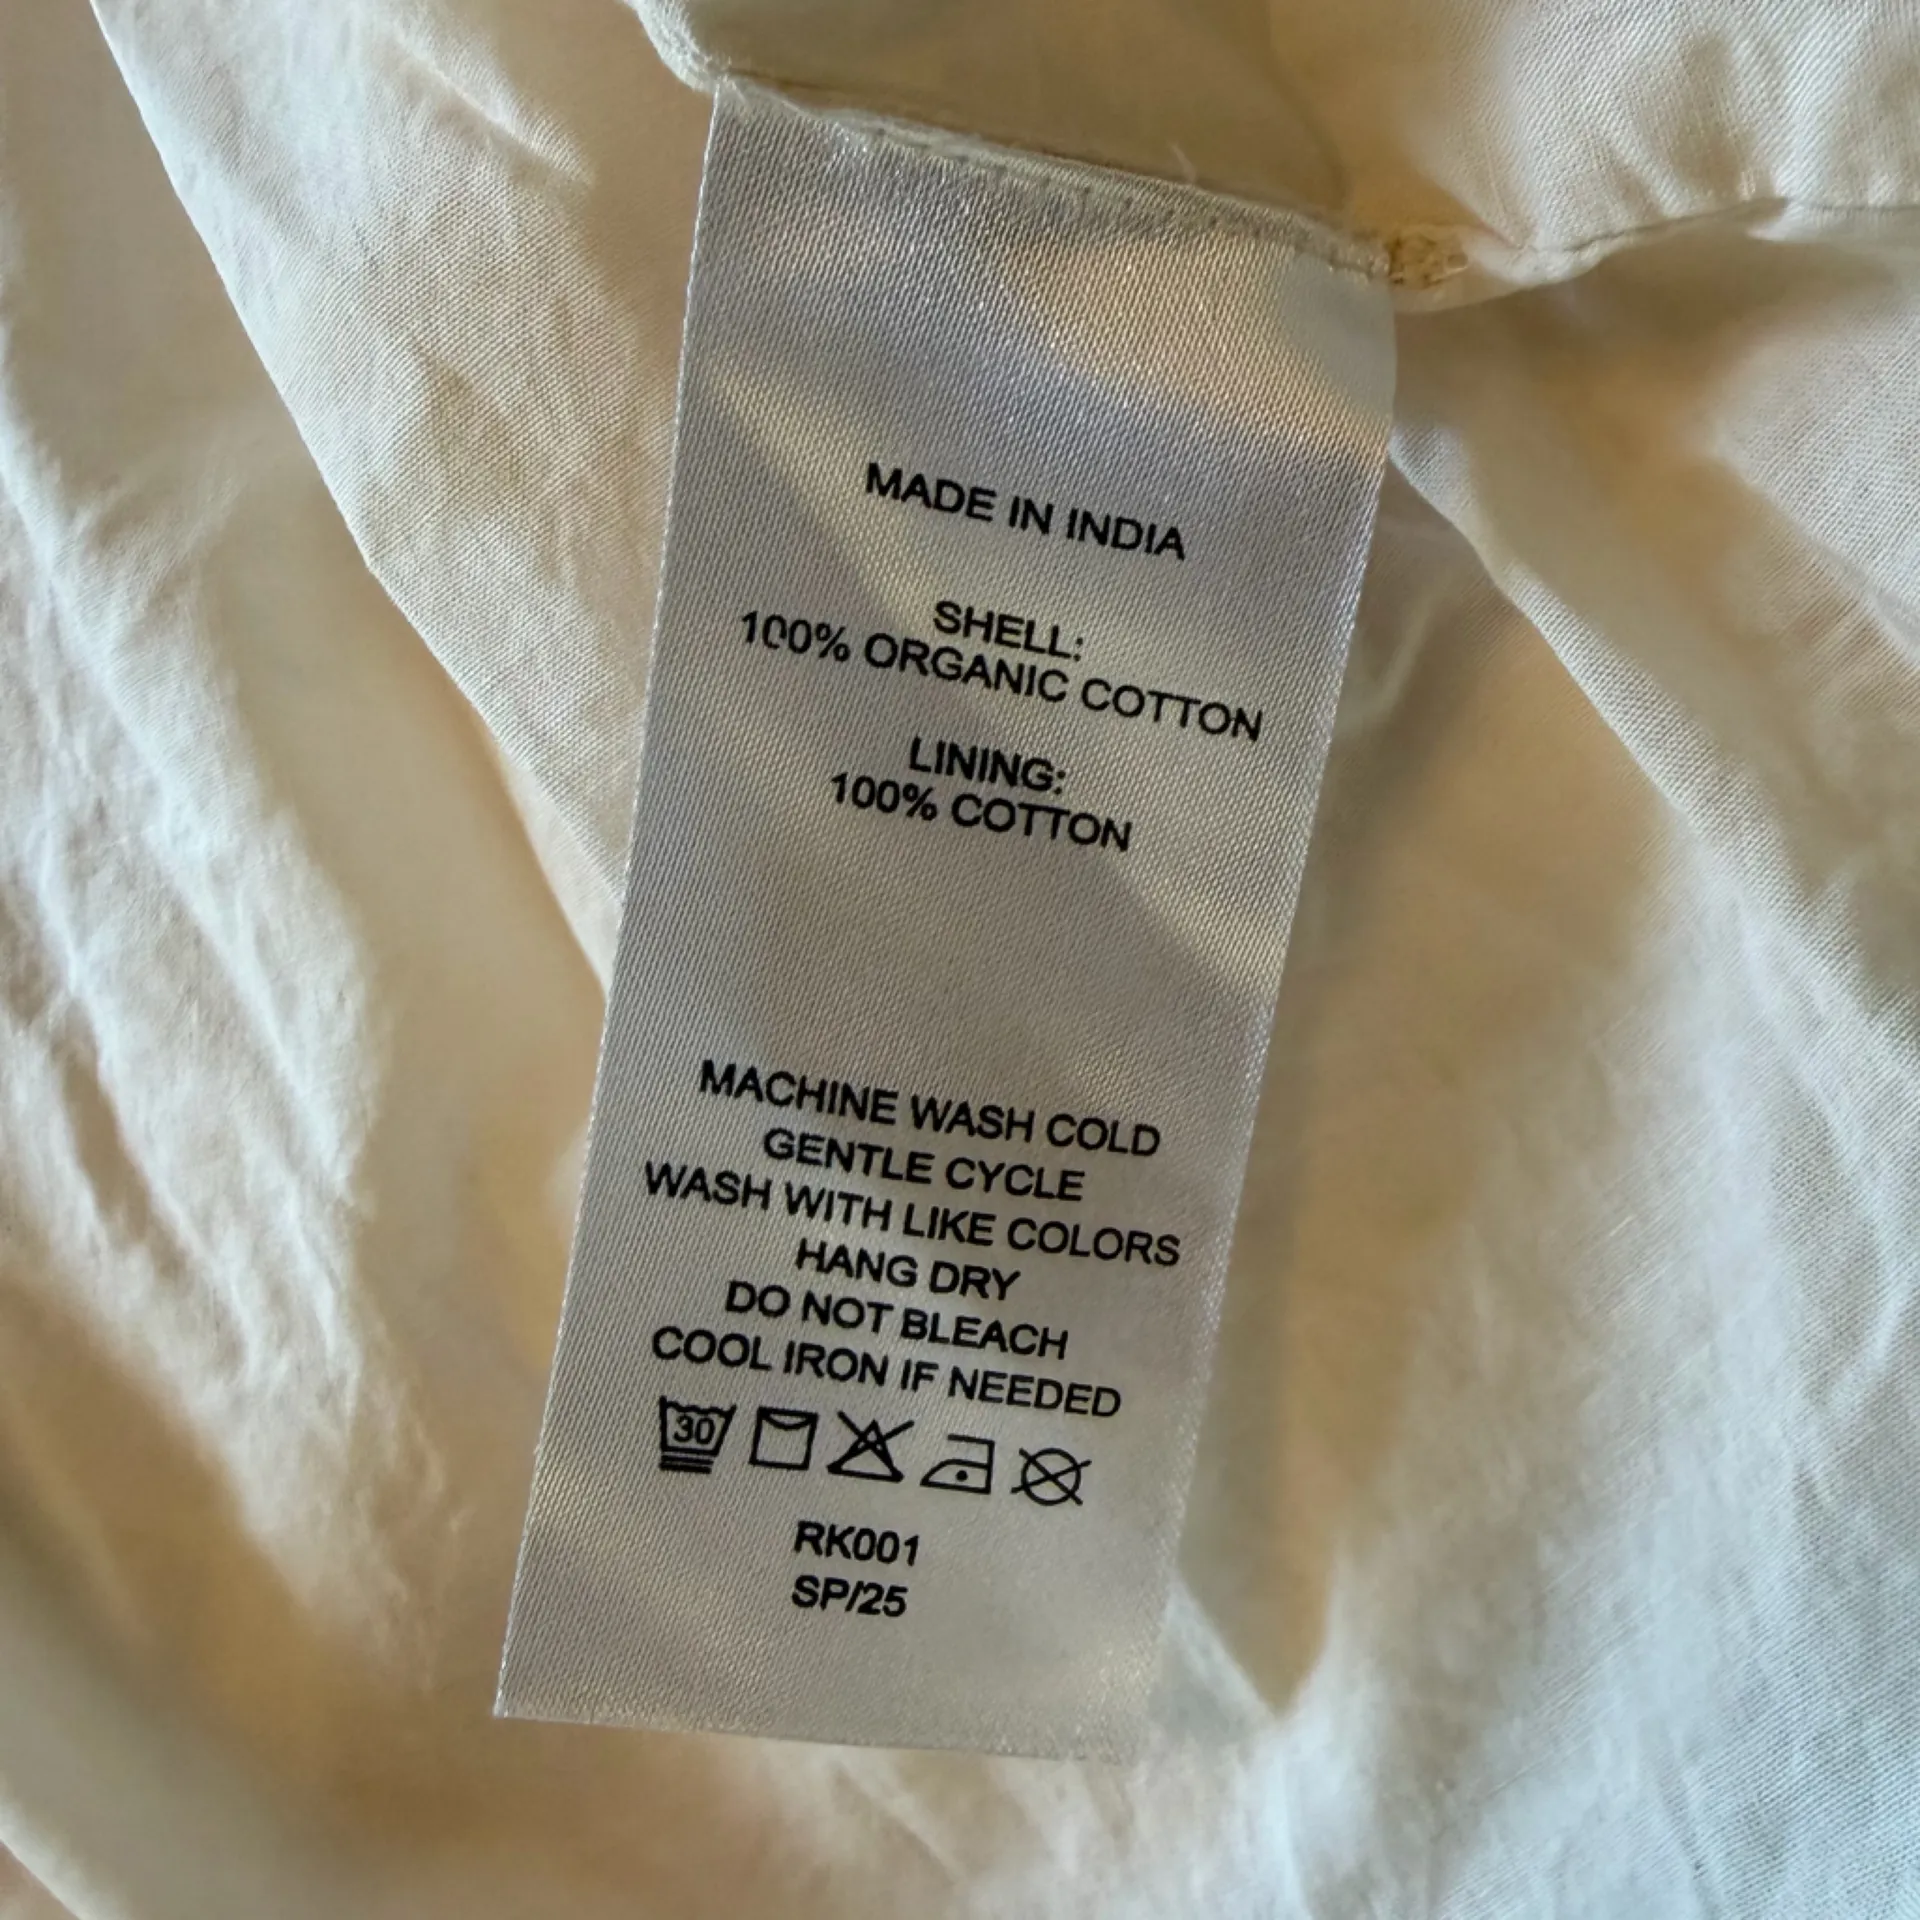 MADE IN INDIA
SHELL:
100% ORGANIC COTTON
LINING:
100% COTTON
MACHINE WASH COLD
GENTLE CYCLE
WASH WITH LIKE COLORS
HANG DRY
DO NOT BLEACH
COOL IRON IF NEEDED
30
RK001
SP/25